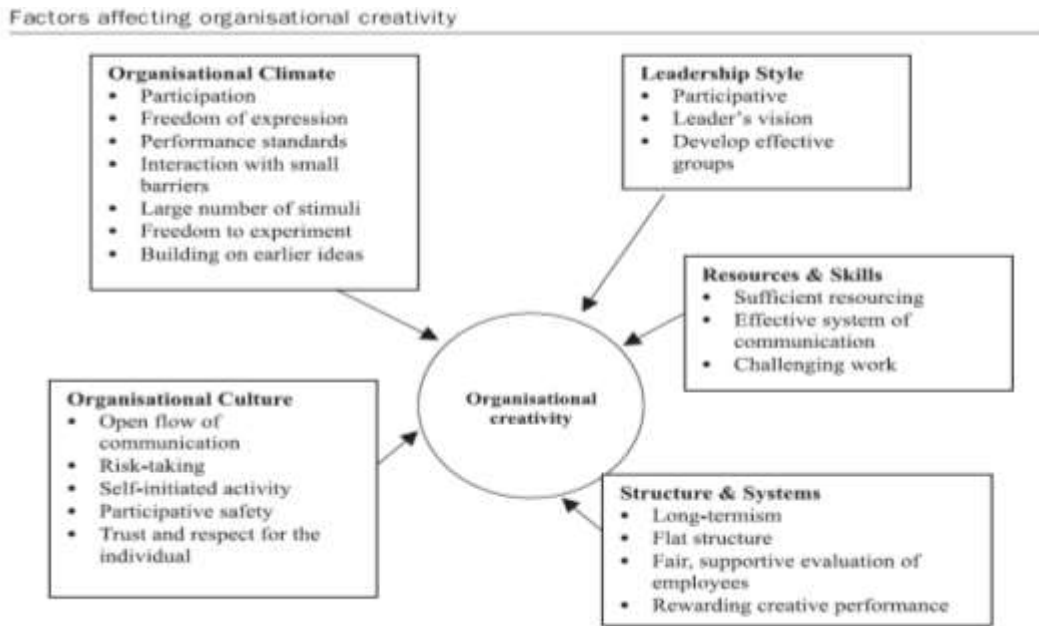 Factors affecting organisational creativity
Organisational Climate
• Participation
• Freedom of expression
• Performance standards
• Interaction with small
barriers
• Large number of stimuli
• Freedom to experiment
• Building on earlier ideas
Leadership Style
• Participative
• Leader's vision
• Develop effective
groups
Resources & Skills
• Sufficient resourcing
• Effective system of
communication
• Challenging work
Organisational
creativity
Organisational Culture
• Open flow of
communication
• Risk-taking
• Self-initiated activity
• Participative safety
• Trust and respect for the
individual
Structure & Systems
• Long-termism
• Flat structure
• Fair, supportive evaluation of
employees
• Rewarding creative performance